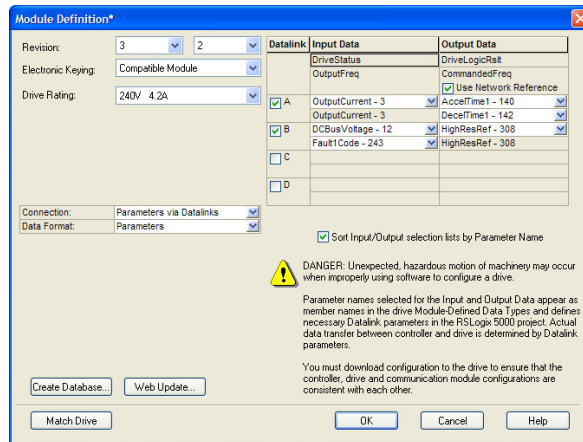 Module Definition*
Revision: 3 2
Electronic Keying: Compatible Module
Drive Rating: 240V 4.2A
Connection: Parameters via Datalinks
Data Format: Parameters
Datalink Input Data Output Data
DriveStatus DriveLogicRslt
OutputFreq CommandedFreq
Use Network Reference
A OutputCurrent - 3 AccelTime1 - 140
OutputCurrent - 3 DecelTime1 - 142
B DCBusVoltage - 12 HighResRef - 308
Fault1Code - 243 HighResRef - 308
C
D
Sort Input/Output selection lists by Parameter Name
DANGER: Unexpected, hazardous motion of machinery may occur
when improperly using software to configure a drive.
Parameter names selected for the Input and Output Data appear as
member names in the drive Module-Defined Data Types and defines
necessary Datalink parameters in the RSLogix 5000 project. Actual
data transfer between controller and drive is determined by Datalink
parameters.
You must download configuration to the drive to ensure that the
controller, drive and communication module configurations are
consistent with each other.
Create Database... Web Update...
Match Drive OK Cancel Help